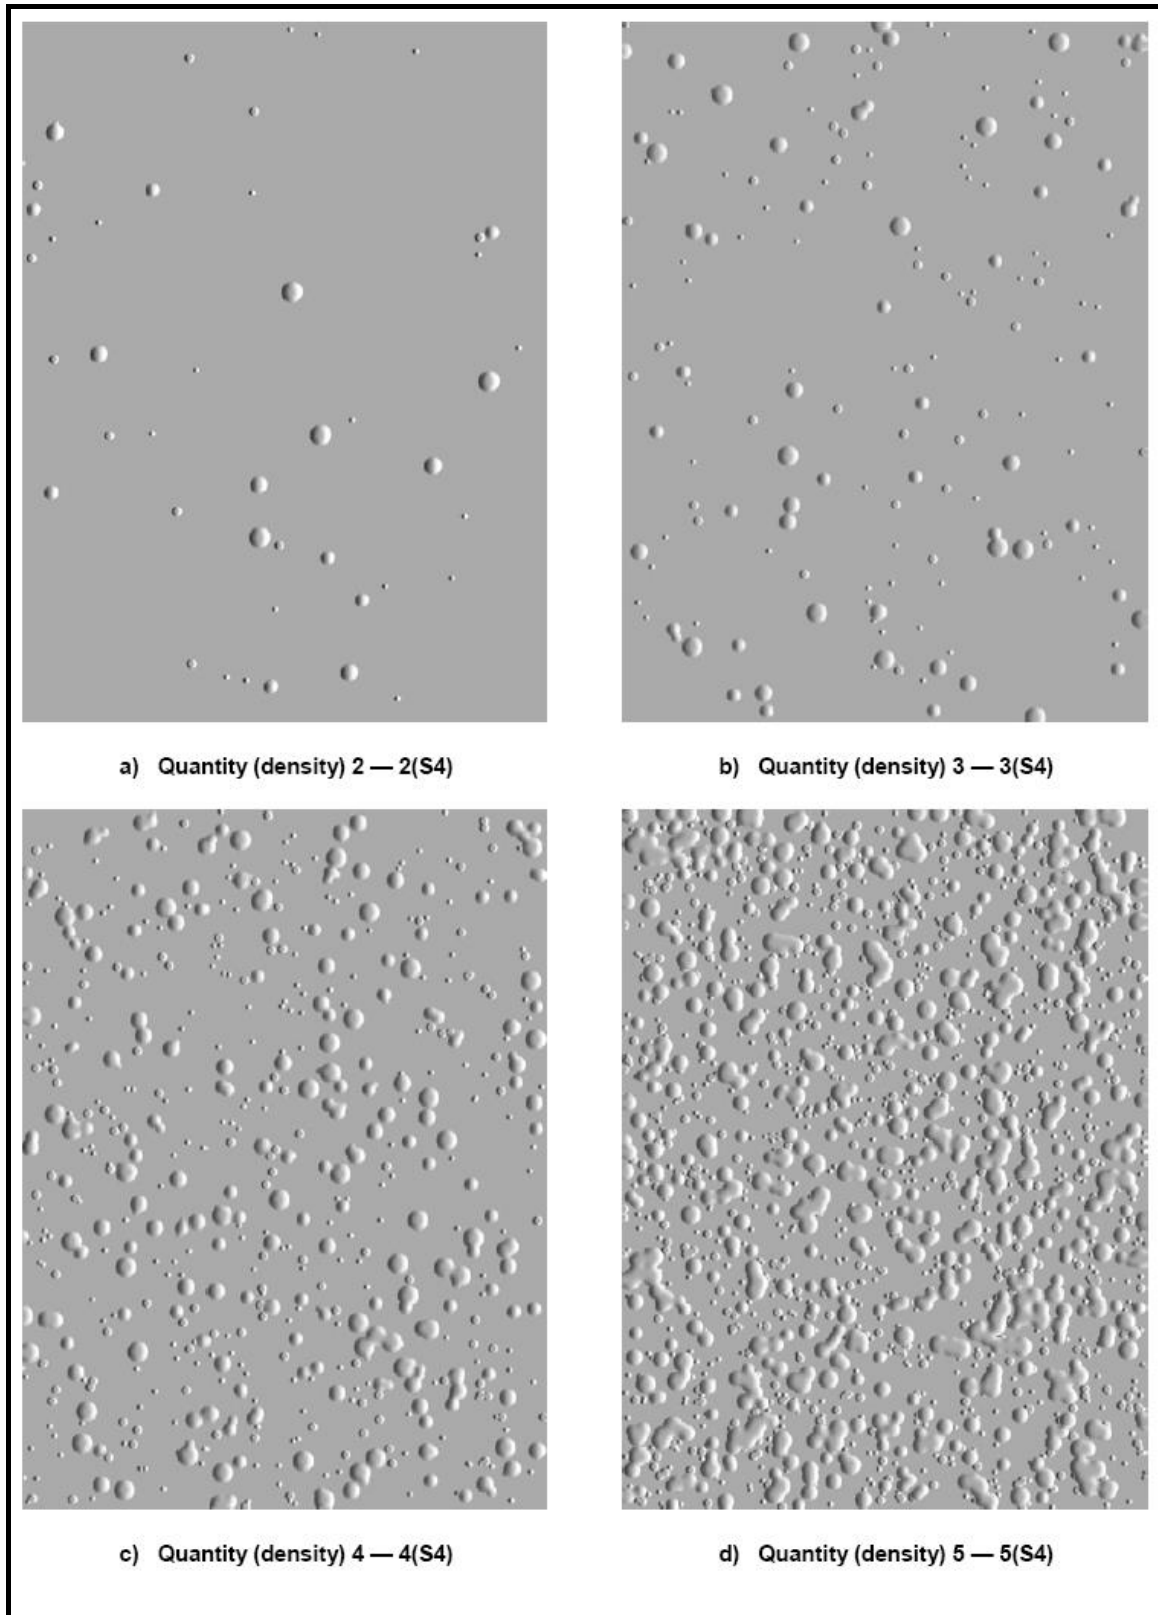 a) Quantity (density) 2 — 2(S4)
b) Quantity (density) 3 — 3(S4)
c) Quantity (density) 4 — 4(S4)
d) Quantity (density) 5 — 5(S4)